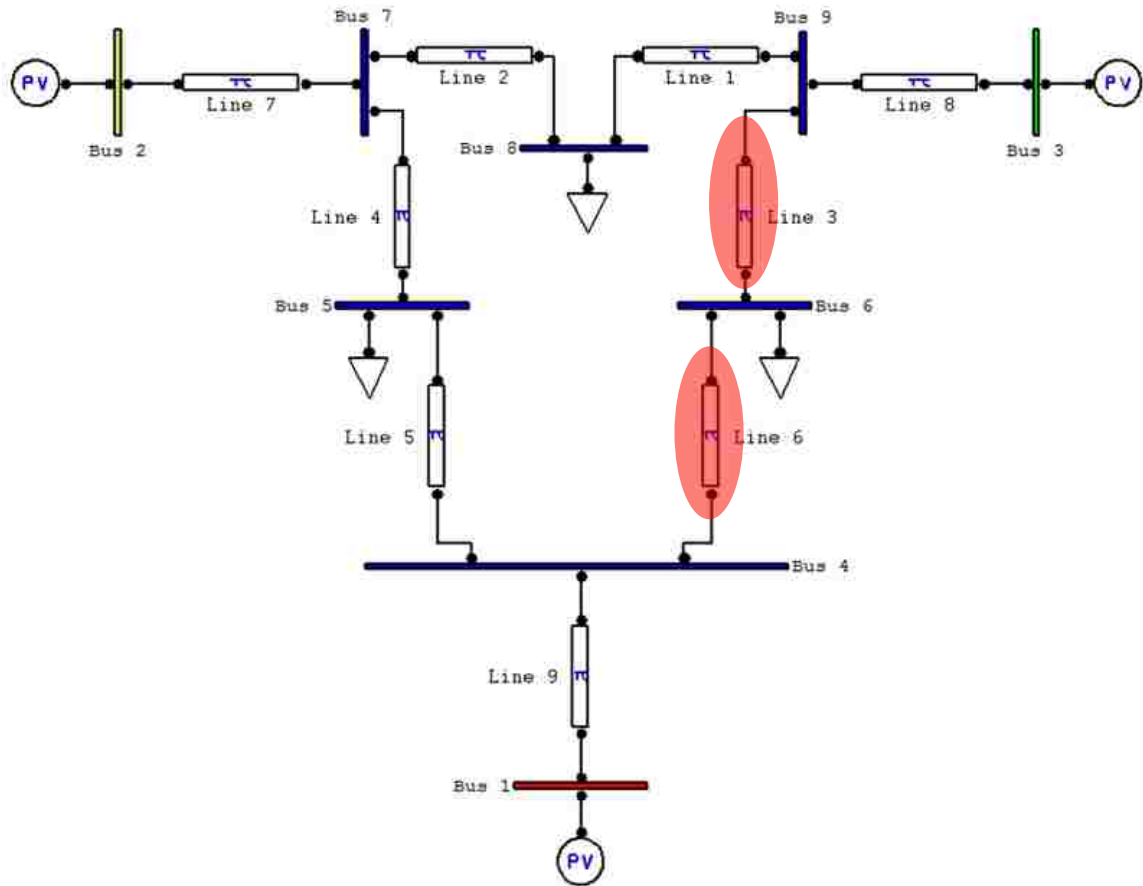 Bus 7
Bus 9
PV
π
Line 7
Bus 2
π
Line 2
π
Line 1
π
Line 8
PV
Bus 3
Bus 8
Line 4
π
π
Line 3
Bus 5
Bus 6
Line 5
π
π
Line 6
Bus 4
Line 9
π
Bus 1
PV